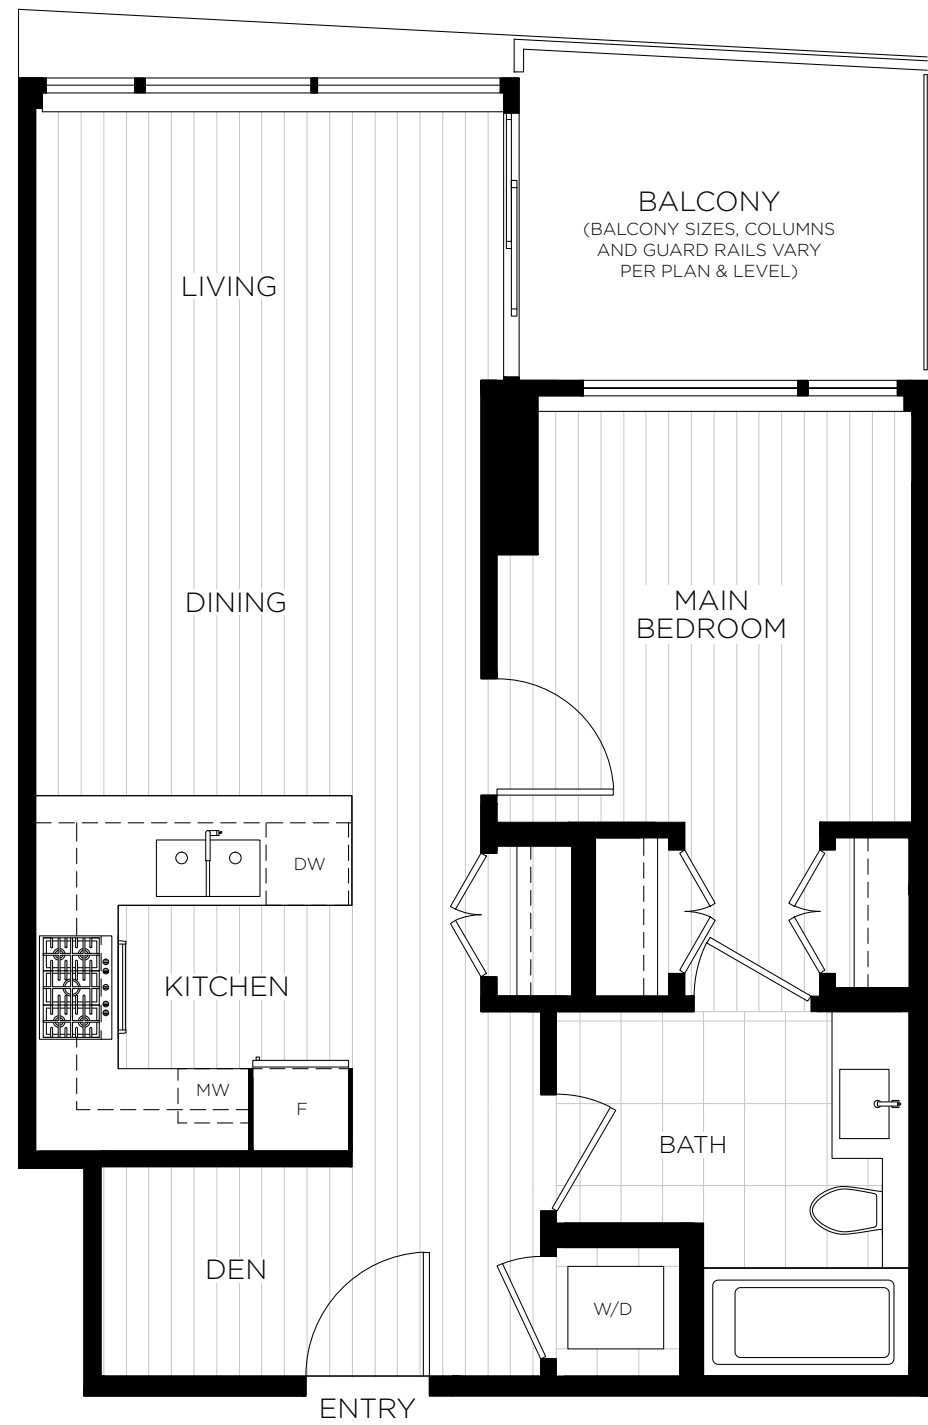 BALCONY
(BALCONY SIZES, COLUMNS
AND GUARD RAILS VARY
PER PLAN & LEVEL)
LIVING
DINING
MAIN
BEDROOM
DW
KITCHEN
MW
F
BATH
DEN
W/D
ENTRY